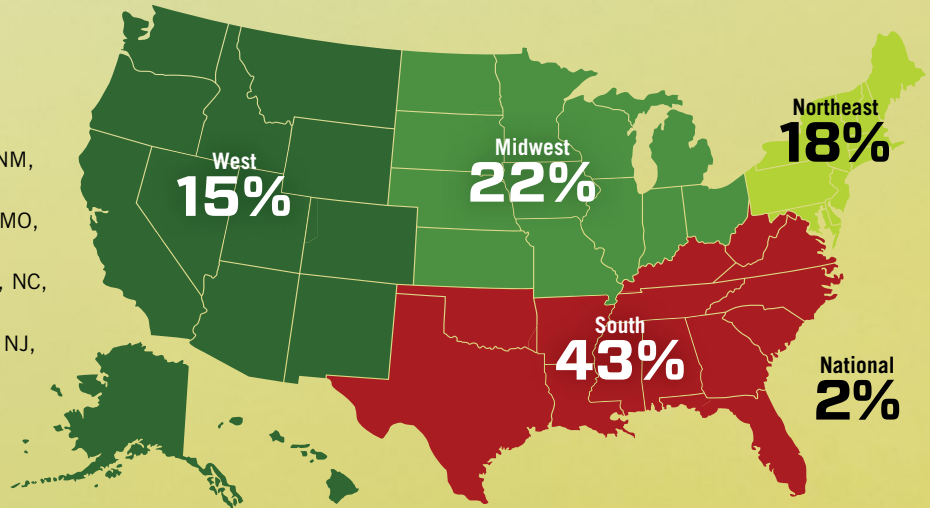 NM,
MO,
, NC,
NJ,
West
15%
Midwest
22%
Northeast
18%
South
43%
National
2%